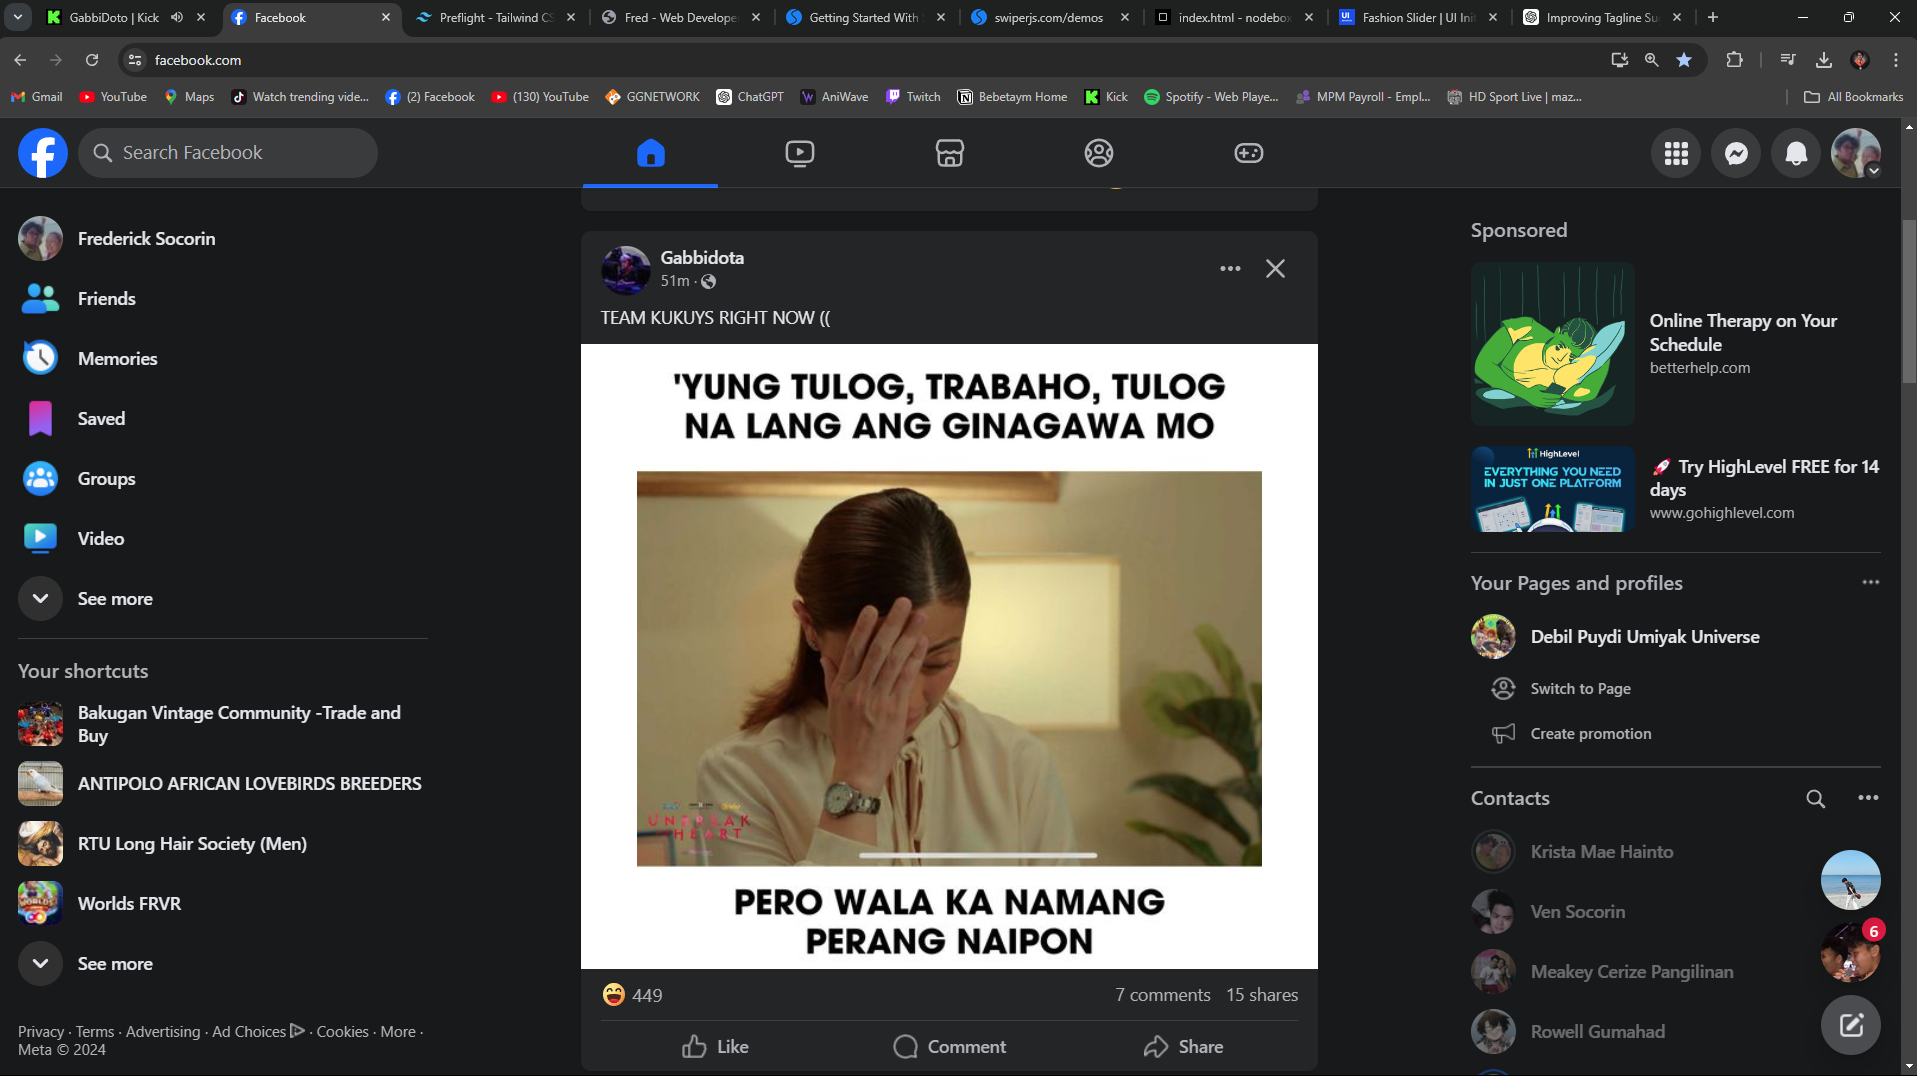 GabbiDoto | Kick
Facebook
Preflight - Tailwind CS
Fred - Web Develope
Getting Started With
swiperjs.com/demos
index.html - nodebox
Fashion Slider | UI Init
Improving Tagline Su
facebook.com
Gmail
YouTube
Maps
Watch trending vide...
(2) Facebook
(130) YouTube
GGNETWORK
ChatGPT
AniWave
Twitch
Bebetaym Home
Kick
Spotify - Web Playe...
MPM Payroll - Empl...
HD Sport Live | maz...
All Bookmarks
Search Facebook
Frederick Socorin
Friends
Memories
Saved
Groups
Video
See more
Your shortcuts
Bakugan Vintage Community -Trade and
Buy
ANTIPOLO AFRICAN LOVEBIRDS BREEDERS
RTU Long Hair Society (Men)
Worlds FRVR
See more
Privacy · Terms · Advertising · Ad Choices · Cookies · More ·
Meta © 2024
Gabbidota
51m ·
TEAM KUKUYS RIGHT NOW ((
'YUNG TULOG, TRABAHO, TULOG
NA LANG ANG GINAGAWA MO
UNBREAK
HEART
PERO WALA KA NAMANG
PERANG NAIPON
449
7 comments 15 shares
Like
Comment
Share
Sponsored
Online Therapy on Your
Schedule
betterhelp.com
HighLevel
EVERYTHING YOU NEED
IN JUST ONE PLATFORM
🚀 Try HighLevel FREE for 14
days
www.gohighlevel.com
Your Pages and profiles
Debil Puydi Umiyak Universe
Switch to Page
Create promotion
Contacts
Krista Mae Hainto
Ven Socorin
6
Meakey Cerize Pangilinan
Rowell Gumahad